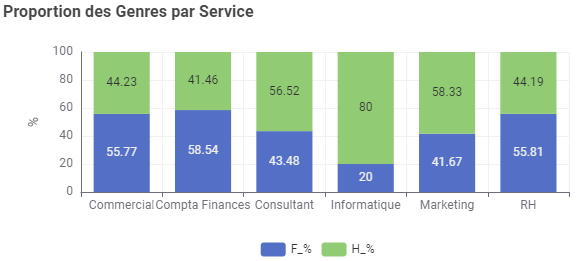 Proportion des Genres par Service
100
80
60
40
20
0
%
44.23 41.46 56.52 80 58.33 44.19
55.77 58.54 43.48 20 41.67 55.81
Commercial Compta Finances Consultant Informatique Marketing RH
F_% H_%